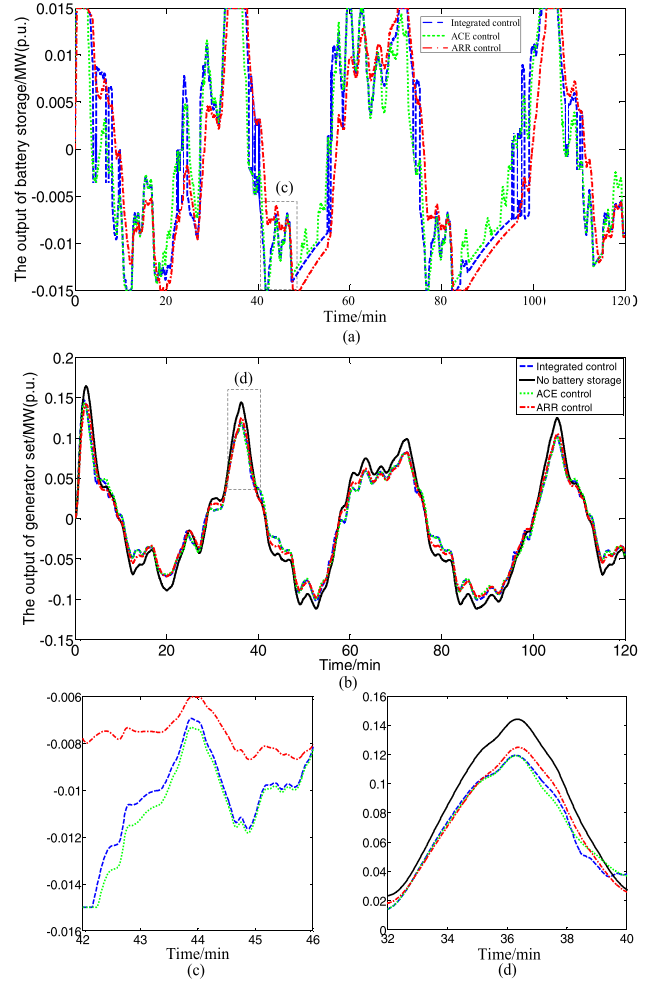 The output of battery storage/MW(p.u.)
0.015
0.01
0.005
0
-0.005
-0.01
-0.015
Integrated control
ACE control
ARR control
(c)
0 20 40 60 80 100 120
Time/min
(a)
The output of generator set/MW(p.u.)
0.2
0.15
0.1
0.05
0
-0.05
-0.1
-0.15
(d)
Integrated control
No battery storage
ACE control
ARR control
0 20 40 60 80 100 120
Time/min
(b)
-0.006
-0.008
-0.01
-0.012
-0.015
-0.016
42 43 44 45 46
Time/min
(c)
0.16
0.14
0.12
0.1
0.08
0.06
0.04
0.02
0
32 34 36 38 40
Time/min
(d)